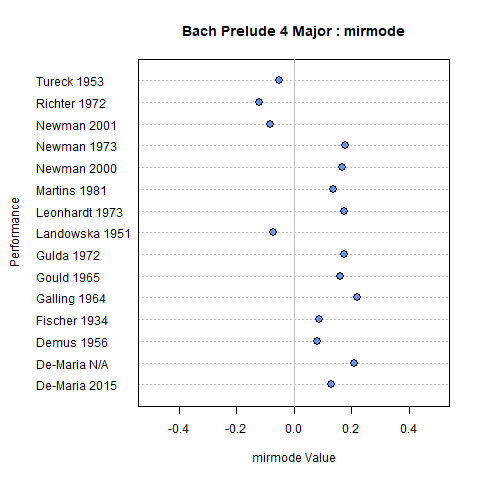 Bach Prelude 4 Major : mirmode
Performance
Tureck 1953
Richter 1972
Newman 2001
Newman 1973
Newman 2000
Martins 1981
Leonhardt 1973
Landowska 1951
Gulda 1972
Gould 1965
Galling 1964
Fischer 1934
Demus 1956
De-Maria N/A
De-Maria 2015
-0.4 -0.2 0.0 0.2 0.4
mirmode Value